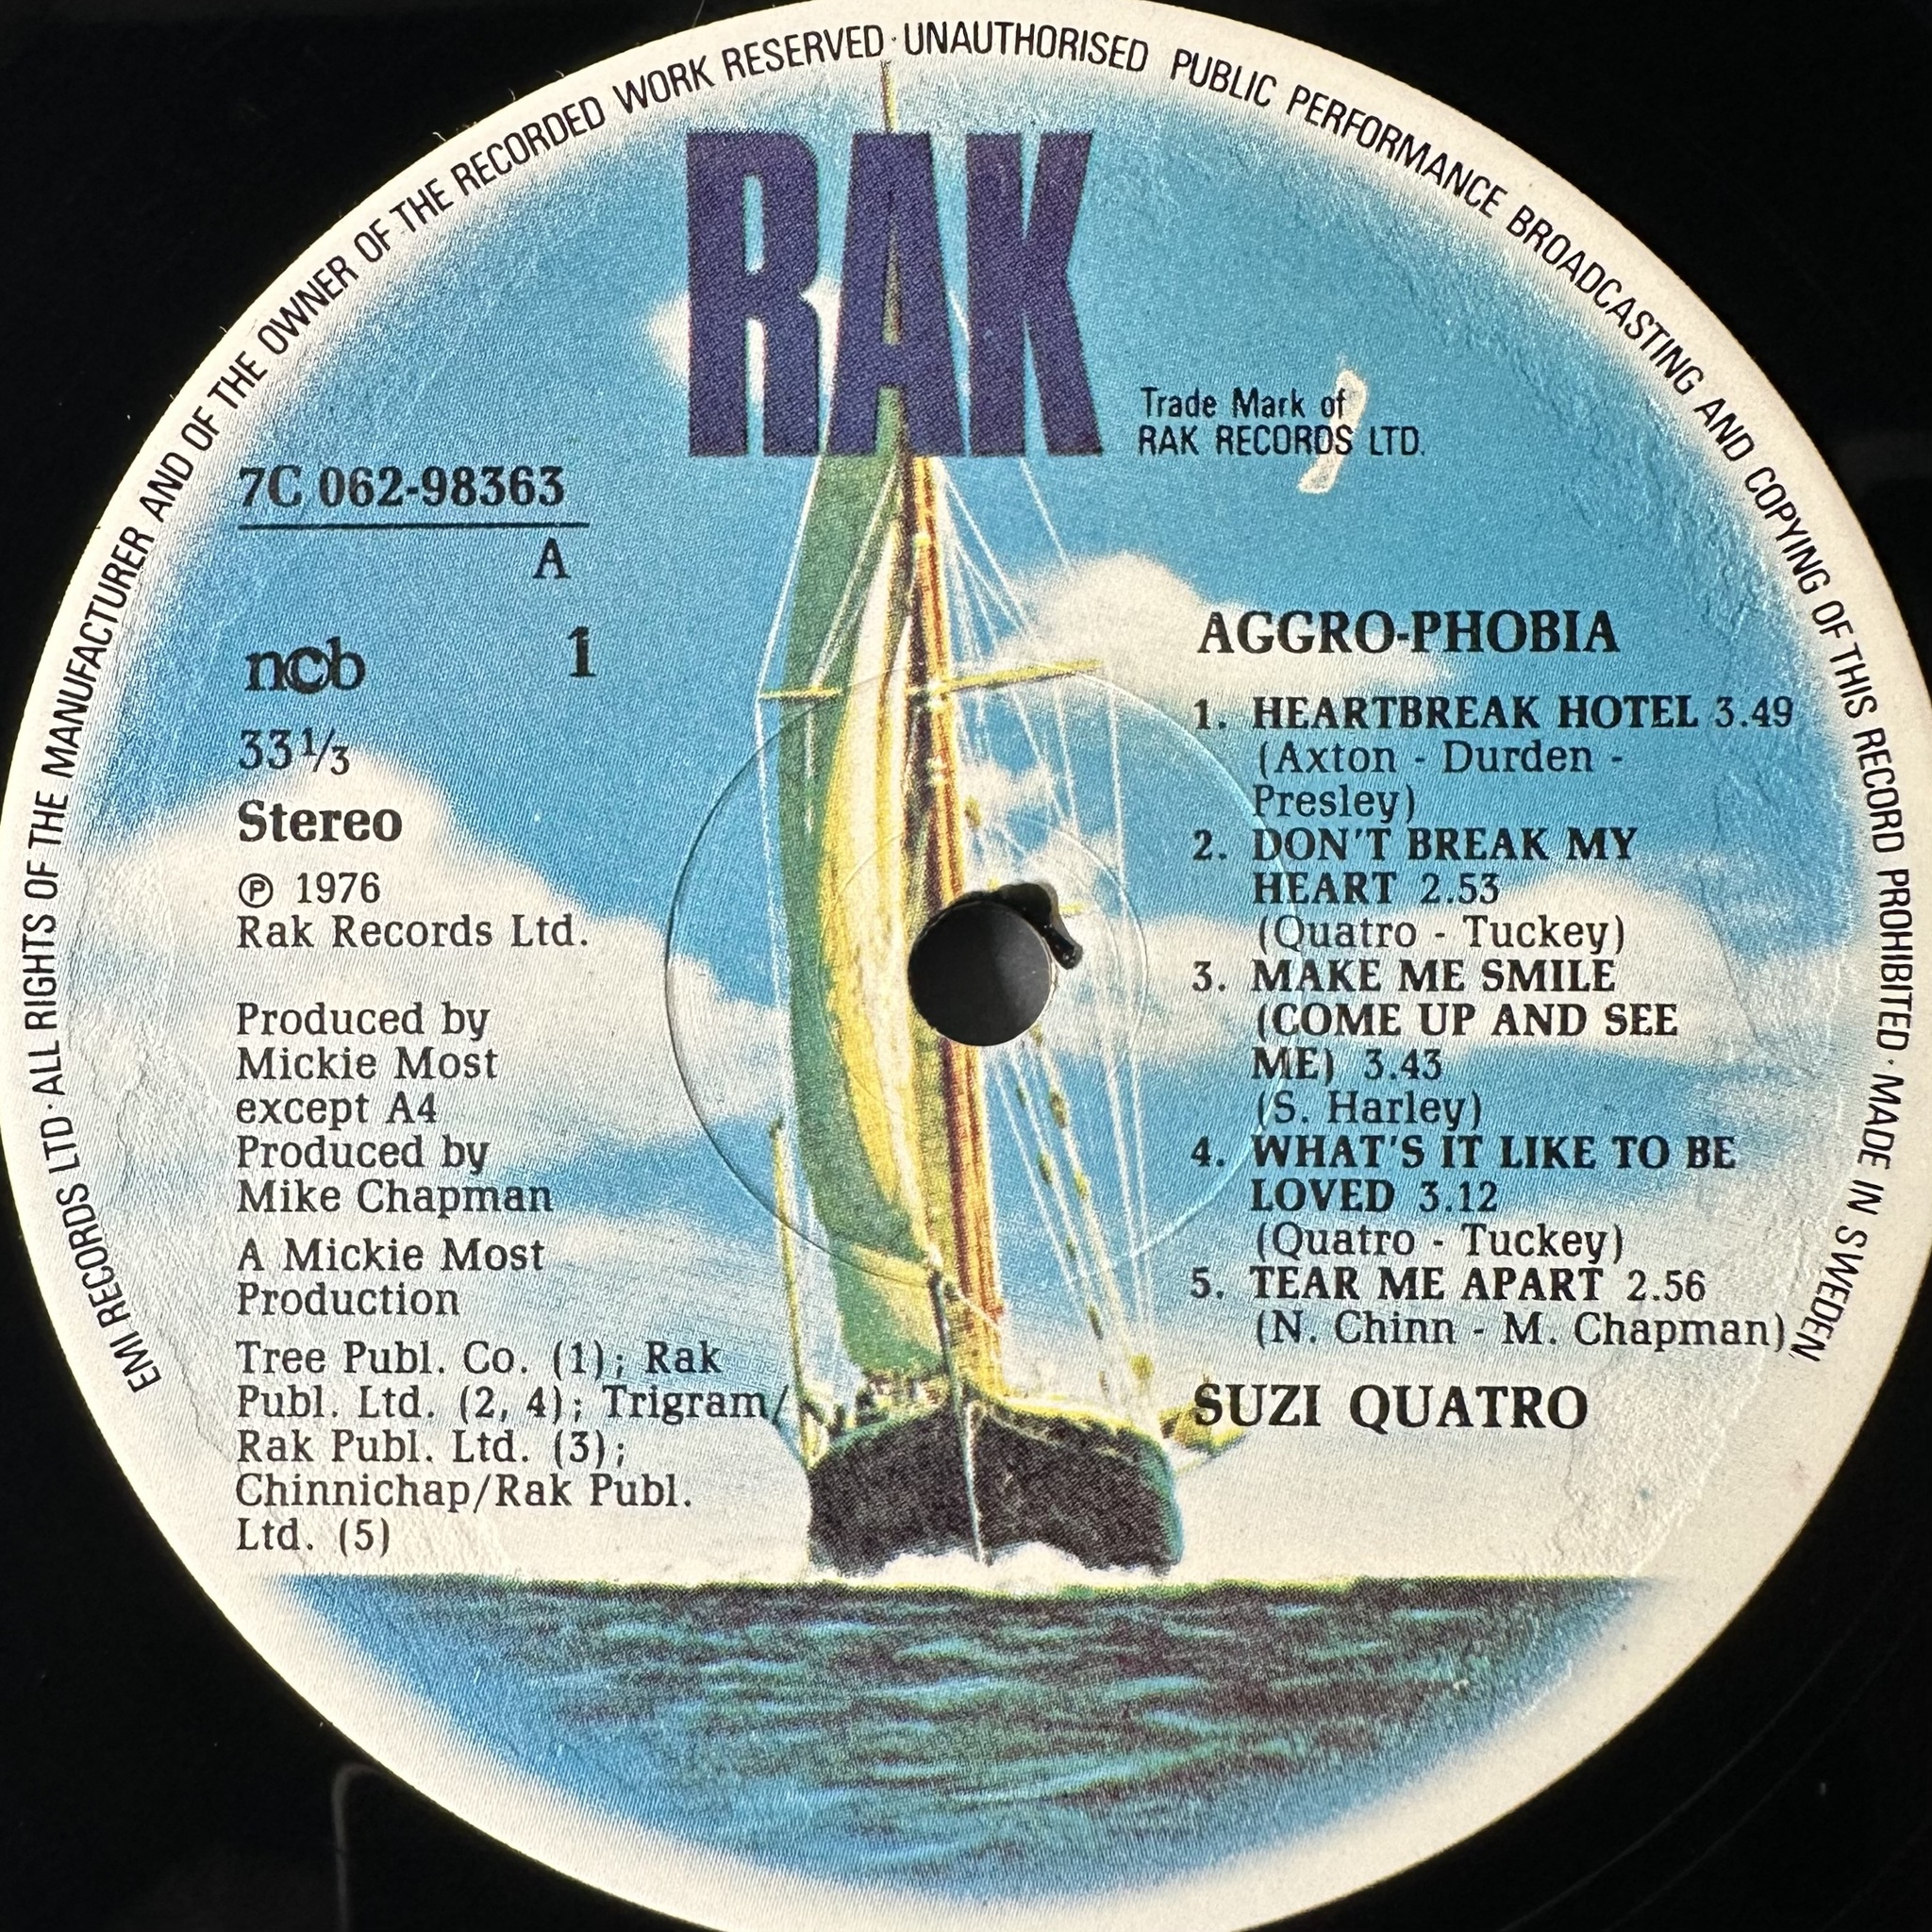 EMI RECORDS LTD · ALL RIGHTS OF THE MANUFACTURER AND OF THE OWNER OF THE RECORDED WORK RESERVED · UNAUTHORISED PUBLIC PERFORMANCE BROADCASTING AND COPYING OF THIS RECORD PROHIBITED · MADE IN SWEDEN
RAK
Trade Mark of
RAK RECORDS LTD.
7C 062-98363
A
ncb 1
33⅓
Stereo
℗ 1976
Rak Records Ltd.
Produced by
Mickie Most
except A4
Produced by
Mike Chapman
A Mickie Most
Production
Tree Publ. Co. (1); Rak
Publ. Ltd. (2, 4); Trigram/
Rak Publ. Ltd. (3);
Chinnichap/Rak Publ.
Ltd. (5)
AGGRO-PHOBIA
1. HEARTBREAK HOTEL 3.49
(Axton - Durden -
Presley)
2. DON'T BREAK MY
HEART 2.53
(Quatro - Tuckey)
3. MAKE ME SMILE
(COME UP AND SEE
ME) 3.43
(S. Harley)
4. WHAT'S IT LIKE TO BE
LOVED 3.12
(Quatro - Tuckey)
5. TEAR ME APART 2.56
(N. Chinn - M. Chapman)
SUZI QUATRO